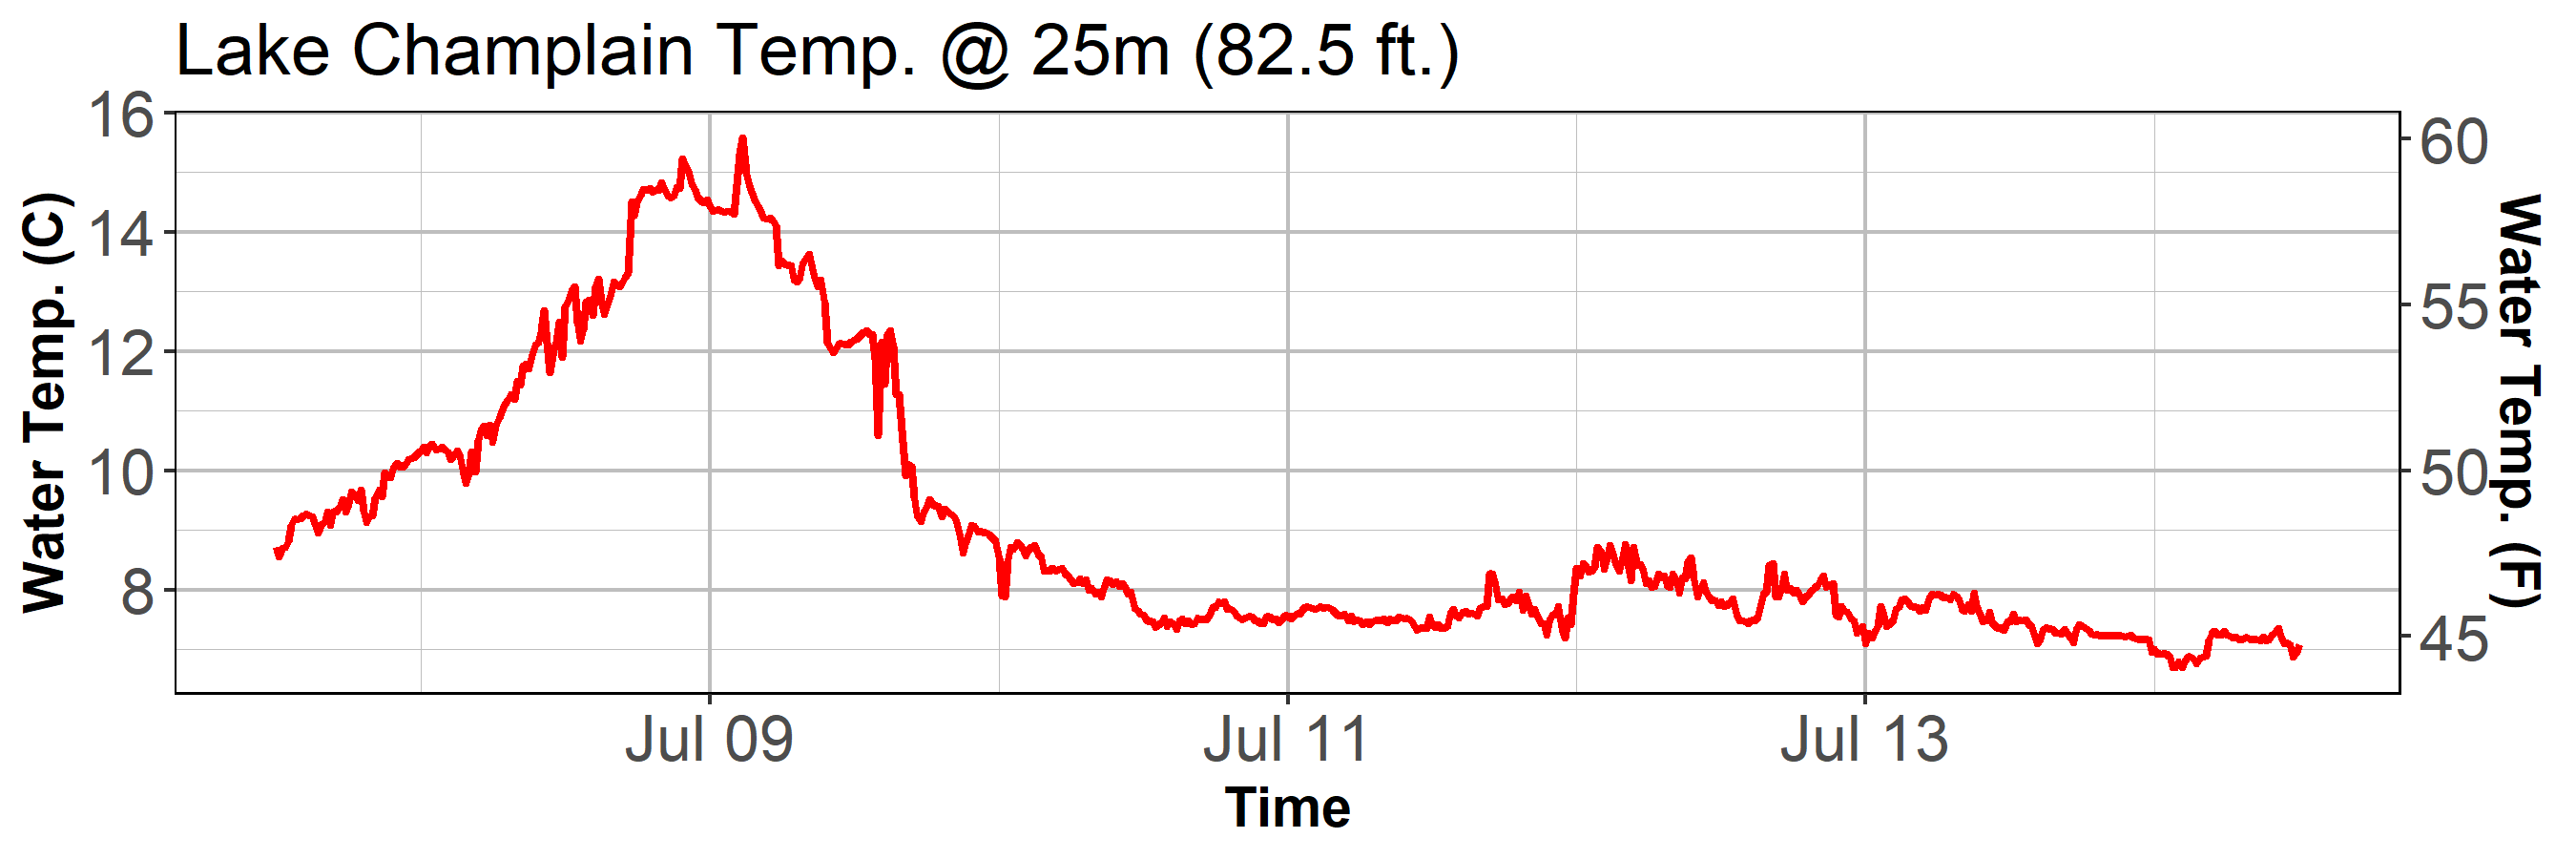 Lake Champlain Temp. @ 25m (82.5 ft.)
Water Temp. (C)
16
14
12
10
8
60
55
50
45
Water Temp. (F)
Jul 09 Jul 11 Jul 13
Time